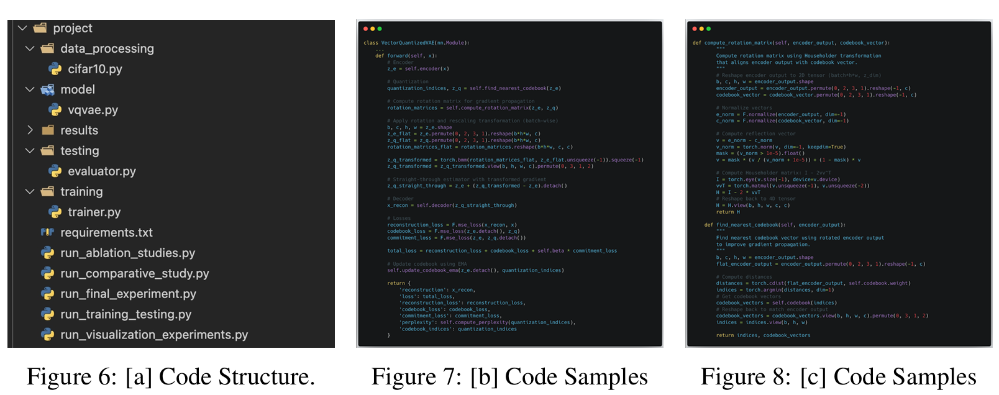 project
data_processing
cifar10.py
model
vqvae.py
results
testing
evaluator.py
training
trainer.py
requirements.txt
run_ablation_studies.py
run_comparative_study.py
run_final_experiment.py
run_training_testing.py
run_visualization_experiments.py
Figure 6: [a] Code Structure.
class VectorQuantizedVAE(nn.Module):
...
def forward(self, x):
# Encoder
z_e = self.encoder(x)
# Quantization
quantization_indices, z_q = self.find_nearest_codebook(z_e)
# Compute rotation matrix for gradient propagation
rotation_matrices = self.compute_rotation_matrix(z_e, z_q)
# Apply rotation and rescaling transformation (batch-wise)
b, c, h, w = z_e.shape
z_e_flat = z_e.permute(0, 2, 3, 1).reshape(b*h*w, c)
z_q_flat = z_q.permute(0, 2, 3, 1).reshape(b*h*w, c)
rotation_matrices_flat = rotation_matrices.reshape(b*h*w, c, c)
z_q_transformed = torch.bmm(rotation_matrices_flat, z_e_flat.unsqueeze(-1)).squeeze(-1)
z_q_transformed = z_q_transformed.view(b, h, w, c).permute(0, 3, 1, 2)
# Straight-through estimator with transformed gradient
z_q_straight_through = z_e + (z_q_transformed - z_e).detach()
# Decoder
x_recon = self.decoder(z_q_straight_through)
# Losses
reconstruction_loss = F.mse_loss(x_recon, x)
codebook_loss = F.mse_loss(z_e.detach(), z_q)
commitment_loss = F.mse_loss(z_e, z_q.detach())
total_loss = reconstruction_loss + codebook_loss + self.beta * commitment_loss
# Update codebook using EMA
self.update_codebook_ema(z_e.detach(), quantization_indices)
return {
'reconstruction': x_recon,
'loss': total_loss,
'reconstruction_loss': reconstruction_loss,
'codebook_loss': codebook_loss,
'commitment_loss': commitment_loss,
'perplexity': self.compute_perplexity(quantization_indices),
'codebook_indices': quantization_indices
}
Figure 7: [b] Code Samples
def compute_rotation_matrix(self, encoder_output, codebook_vector):
"""
Compute rotation matrix using Householder transformation
that aligns encoder output with codebook vector.
"""
# Reshape encoder output to 2D tensor (batch*h*w, z_dim)
b, c, h, w = encoder_output.shape
encoder_output = encoder_output.permute(0, 2, 3, 1).reshape(-1, c)
codebook_vector = codebook_vector.permute(0, 2, 3, 1).reshape(-1, c)
# Normalize vectors
e_norm = F.normalize(encoder_output, dim=-1)
c_norm = F.normalize(codebook_vector, dim=-1)
# Compute reflection vector
v = e_norm - c_norm
v_norm = torch.norm(v, dim=-1, keepdim=True)
mask = (v_norm > 1e-5).float()
v = mask * (v / (v_norm + 1e-5)) + (1 - mask) * v
# Compute Householder matrix: I - 2vv^T
I = torch.eye(v.size(-1), device=v.device)
vvT = torch.matmul(v.unsqueeze(-1), v.unsqueeze(-2))
H = I - 2 * vvT
# Reshape back to 4D tensor
H = H.view(b, h, w, c, c)
return H
def find_nearest_codebook(self, encoder_output):
"""
Find nearest codebook vector using rotated encoder output
to improve gradient propagation.
"""
b, c, h, w = encoder_output.shape
flat_encoder_output = encoder_output.permute(0, 2, 3, 1).reshape(-1, c)
# Compute distances
distances = torch.cdist(flat_encoder_output, self.codebook.weight)
indices = torch.argmin(distances, dim=1)
# Get codebook vectors
codebook_vectors = self.codebook(indices)
# Reshape back to match encoder output
codebook_vectors = codebook_vectors.view(b, h, w, c).permute(0, 3, 1, 2)
indices = indices.view(b, h, w)
return indices, codebook_vectors
Figure 8: [c] Code Samples